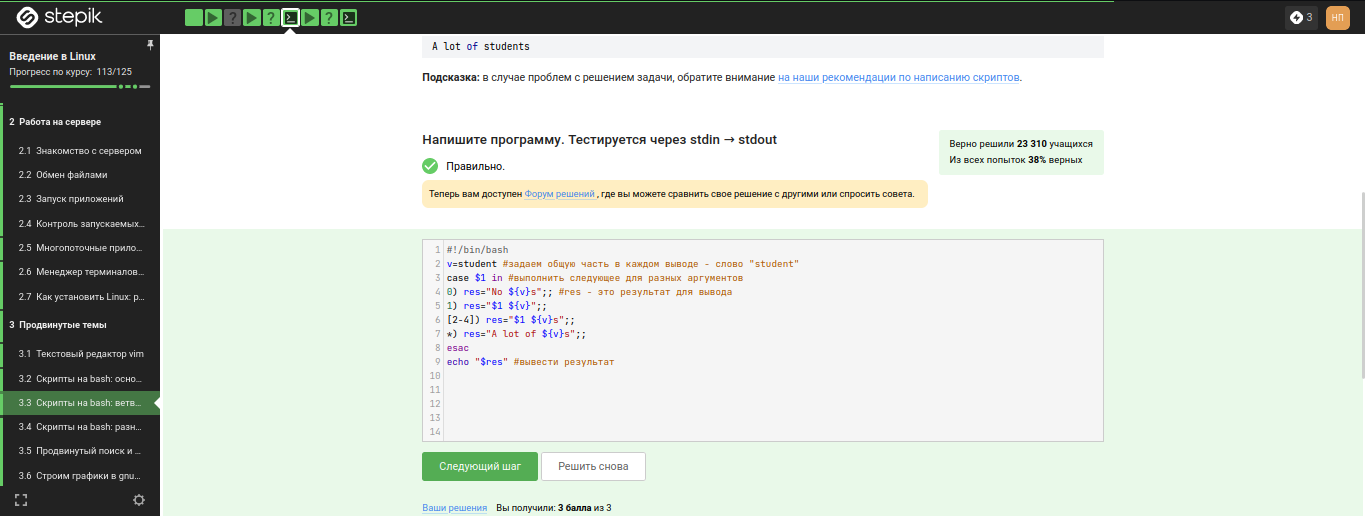 stepik
? ? ?
3
НП
Введение в Linux
Прогресс по курсу: 113/125
2 Работа на сервере
2.1 Знакомство с сервером
2.2 Обмен файлами
2.3 Запуск приложений
2.4 Контроль запускаемых...
2.5 Многопоточные прило...
2.6 Менеджер терминалов...
2.7 Как установить Linux: р...
3 Продвинутые темы
3.1 Текстовый редактор vim
3.2 Скрипты на bash: осно...
3.3 Скрипты на bash: ветв...
3.4 Скрипты на bash: разн...
3.5 Продвинутый поиск и ...
3.6 Строим графики в gnu...
A lot of students
Подсказка: в случае проблем с решением задачи, обратите внимание на наши рекомендации по написанию скриптов.
Напишите программу. Тестируется через stdin → stdout
Правильно.
Теперь вам доступен Форум решений , где вы можете сравнить свое решение с другими или спросить совета.
Верно решили 23 310 учащихся
Из всех попыток 38% верных
1 #!/bin/bash
2 v=student #задаем общую часть в каждом выводе - слово "student"
3 case $1 in #выполнить следующее для разных аргументов
4 0) res="No ${v}s";; #res - это результат для вывода
5 1) res="$1 ${v}";;
6 [2-4]) res="$1 ${v}s";;
7 *) res="A lot of ${v}s";;
8 esac
9 echo "$res" #вывести результат
10
11
12
13
14
Следующий шаг
Решить снова
Ваши решения Вы получили: 3 балла из 3